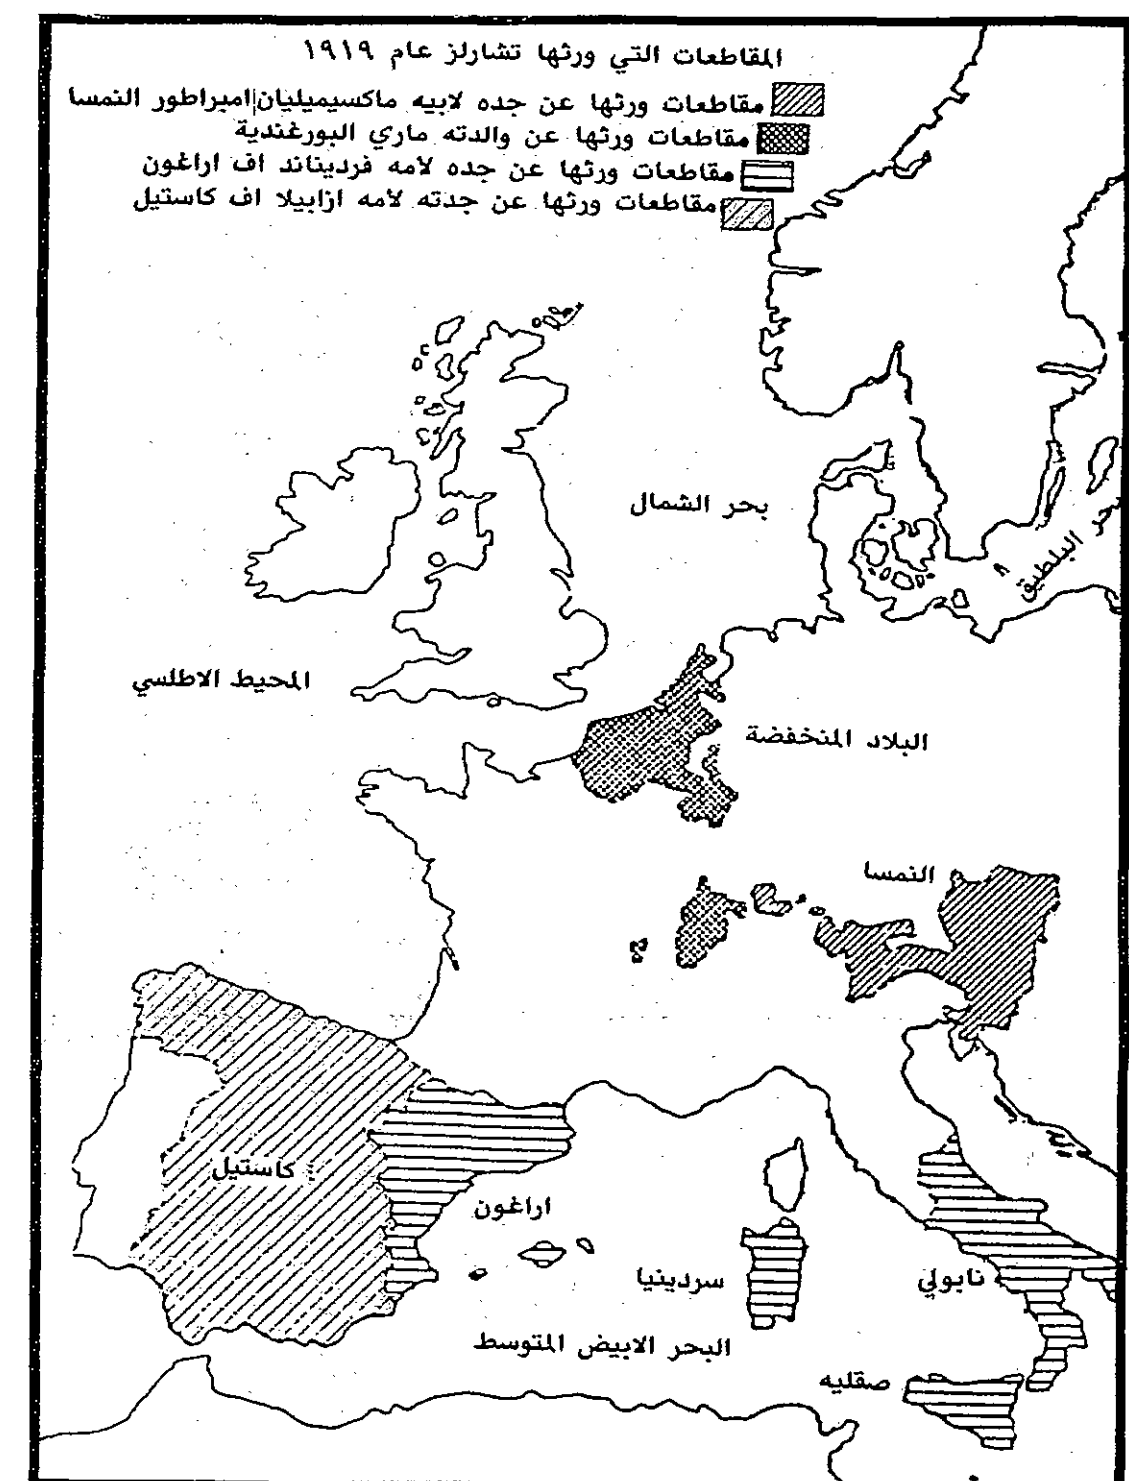 المقاطعات التي ورثها تشارلز عام ١٩١٩
مقاطعات ورثها عن جده لابيه ماكسيميليان امبراطور النمسا
مقاطعات ورثها عن والدته ماري البورغندية
مقاطعات ورثها عن جده لأمه فرديناند اف اراغون
مقاطعات ورثها عن جدته لأمه ازابيلا اف كاستيل
بحر الشمال
بحر البلطيق
المحيط الاطلسي
البلاد المنخفضة
النمسا
كاستيل
اراغون
سردينيا
نابولي
البحر الابيض المتوسط
صقليه